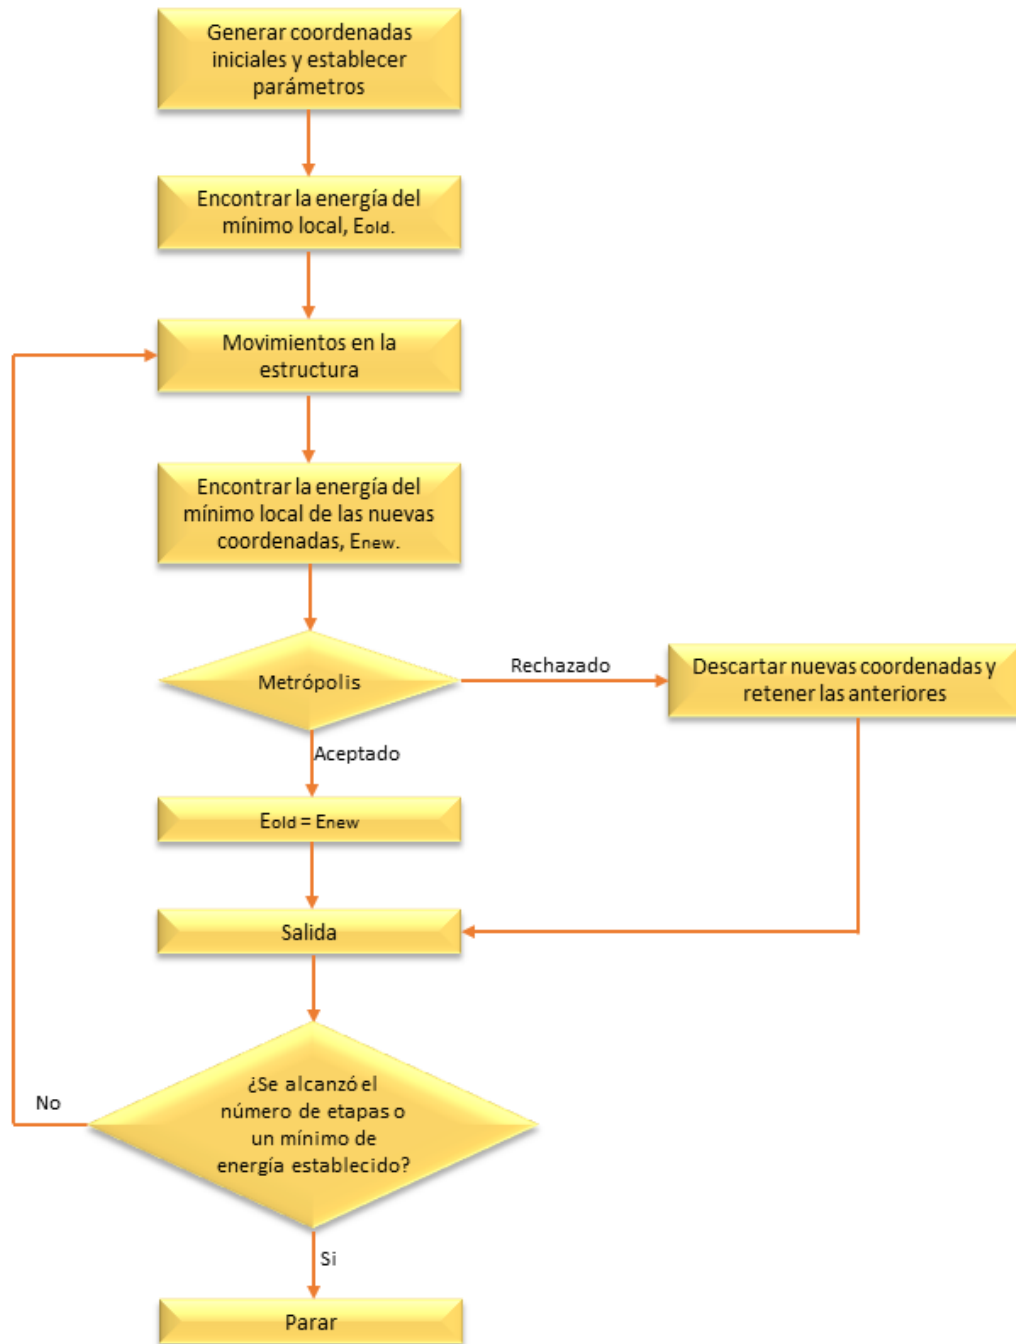 Generar coordenadas
iniciales y establecer
parámetros
Encontrar la energía del
mínimo local, Eold.
Movimientos en la
estructura
Encontrar la energía del
mínimo local de las nuevas
coordenadas, Enew.
Metrópolis
Rechazado
Descartar nuevas coordenadas y
retener las anteriores
Aceptado
Eold = Enew
Salida
¿Se alcanzó el
número de etapas o
un mínimo de
energía establecido?
No
Si
Parar